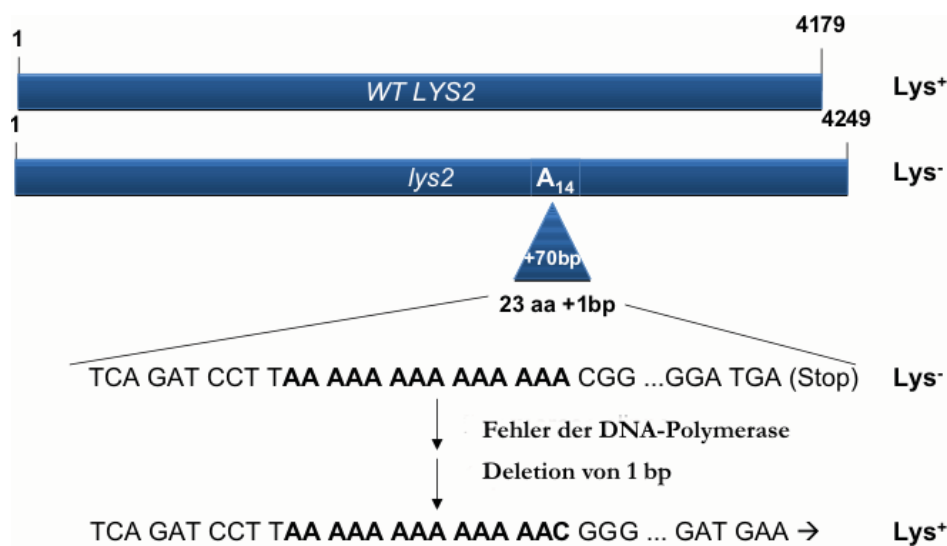 1 4179
WT LYS2 Lys+
1 4249
lys2 A14 Lys-
+70bp
23 aa +1bp
TCA GAT CCT TAA AAA AAA AAA AAA CGG ...GGA TGA (Stop) Lys-
Fehler der DNA-Polymerase
Deletion von 1 bp
TCA GAT CCT TAA AAA AAA AAA AAC GGG ... GAT GAA → Lys+